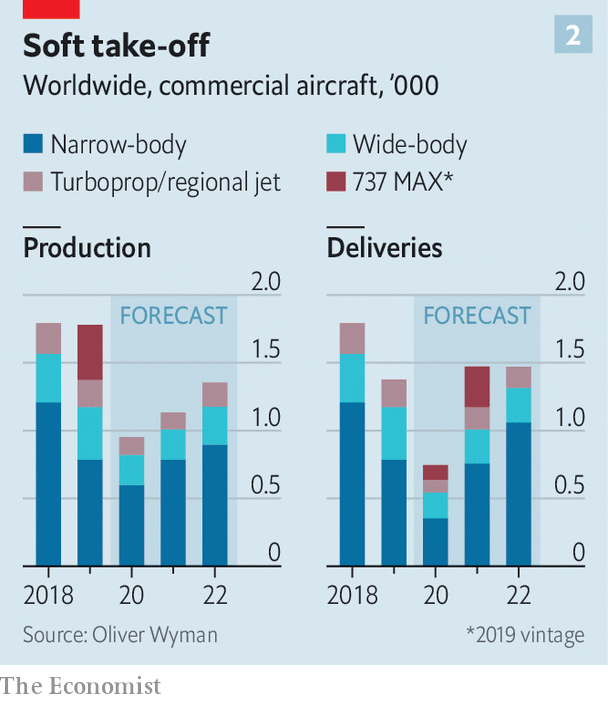 2
Soft take-off
Worldwide, commercial aircraft, ’000
Narrow-body
Wide-body
Turboprop/regional jet
737 MAX*
Production
2.0
FORECAST
1.5
1.0
0.5
0
2018
20
22
Deliveries
2.0
FORECAST
1.5
1.0
0.5
0
2018
20
22
Source: Oliver Wyman
*2019 vintage
The Economist